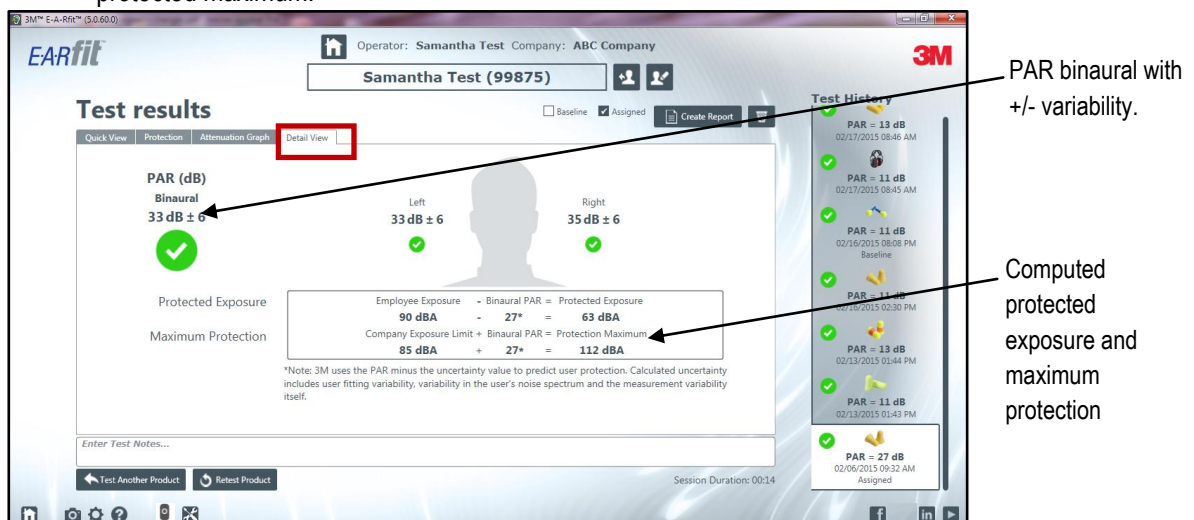 protected maximum.
3M™ E-A-Rfit™ (5.0.60.0)
E·A·Rfit™
Operator: Samantha Test Company: ABC Company
3M
Samantha Test (99875)
Test results
Baseline Assigned Create Report
Quick View Protection Attenuation Graph Detail View
PAR (dB)
Binaural
33 dB ± 6
Left
33 dB ± 6
Right
35 dB ± 6
Protected Exposure
Employee Exposure - Binaural PAR = Protected Exposure
90 dBA - 27* = 63 dBA
Maximum Protection
Company Exposure Limit + Binaural PAR = Protection Maximum
85 dBA + 27* = 112 dBA
*Note: 3M uses the PAR minus the uncertainty value to predict user protection. Calculated uncertainty
includes user fitting variability, variability in the user's noise spectrum and the measurement variability
itself.
Enter Test Notes...
Test Another Product Retest Product
Session Duration: 00:14
Test History
PAR = 13 dB
02/17/2015 08:46 AM
PAR = 11 dB
02/17/2015 08:45 AM
PAR = 11 dB
02/16/2015 08:08 PM
Baseline
PAR = 11 dB
02/16/2015 02:30 PM
PAR = 13 dB
02/13/2015 01:44 PM
PAR = 11 dB
02/13/2015 01:43 PM
PAR = 27 dB
02/06/2015 09:32 AM
Assigned
f in
PAR binaural with
+/- variability.
Computed
protected
exposure and
maximum
protection